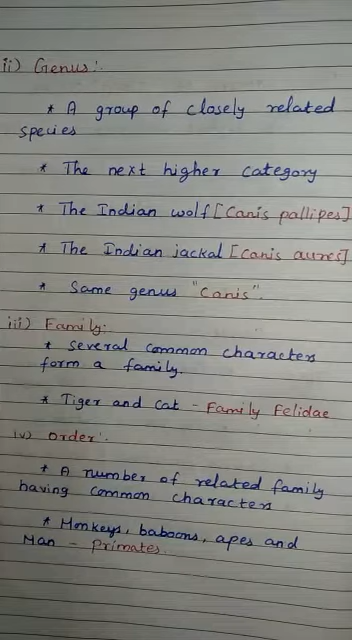 ii) Genus:
* A group of closely related
species
* The next higher category
* The Indian wolf [Canis pallipes]
* The Indian jackal [Canis aures]
* Same genus "Canis".
iii) Family:
* Several common characters
form a family.
* Tiger and cat - Family Felidae
iv) Order:
* A number of related family
having common characters
* Monkeys, baboons, apes and
Man - Primates.